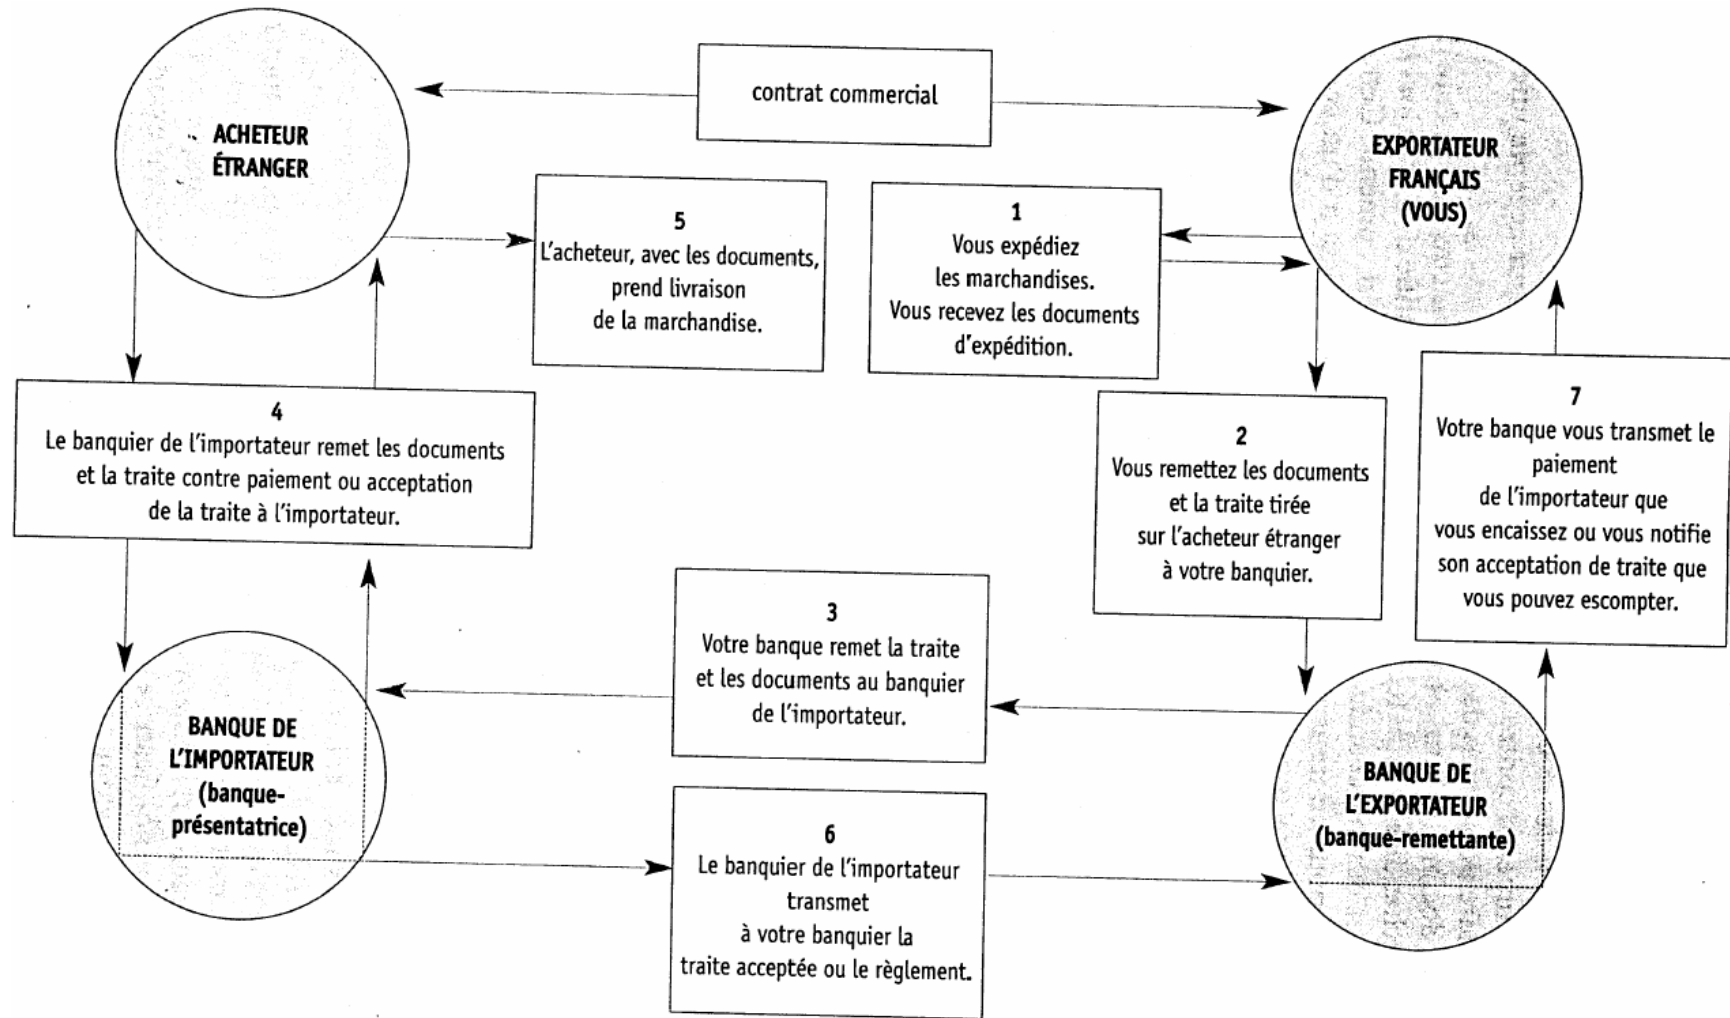 contrat commercial
ACHETEUR
ÉTRANGER
EXPORTATEUR
FRANÇAIS
(VOUS)
5
L'acheteur, avec les documents,
prend livraison
de la marchandise.
1
Vous expédiez
les marchandises.
Vous recevez les documents
d'expédition.
4
Le banquier de l'importateur remet les documents
et la traite contre paiement ou acceptation
de la traite à l'importateur.
2
Vous remettez les documents
et la traite tirée
sur l'acheteur étranger
à votre banquier.
7
Votre banque vous transmet le
paiement
de l'importateur que
vous encaissez ou vous notifie
son acceptation de traite que
vous pouvez escompter.
3
Votre banque remet la traite
et les documents au banquier
de l'importateur.
BANQUE DE
L'IMPORTATEUR
(banque-
présentatrice)
BANQUE DE
L'EXPORTATEUR
(banque-remettante)
6
Le banquier de l'importateur
transmet
à votre banquier la
traite acceptée ou le règlement.